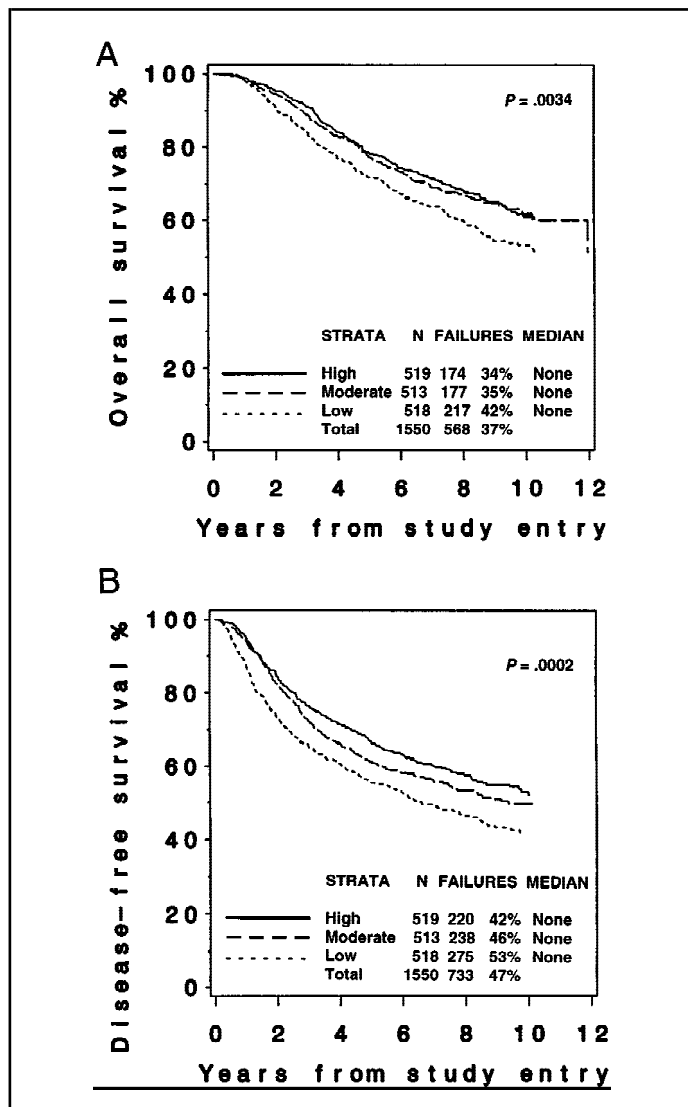 A
Overall survival %
100
80
60
40
20
0
P = .0034
STRATA N FAILURES MEDIAN
High 519 174 34% None
Moderate 513 177 35% None
Low 518 217 42% None
Total 1550 568 37%
0 2 4 6 8 10 12
Years from study entry
B
Disease-free survival %
100
80
60
40
20
0
P = .0002
STRATA N FAILURES MEDIAN
High 519 220 42% None
Moderate 513 238 46% None
Low 518 275 53% None
Total 1550 733 47%
0 2 4 6 8 10 12
Years from study entry